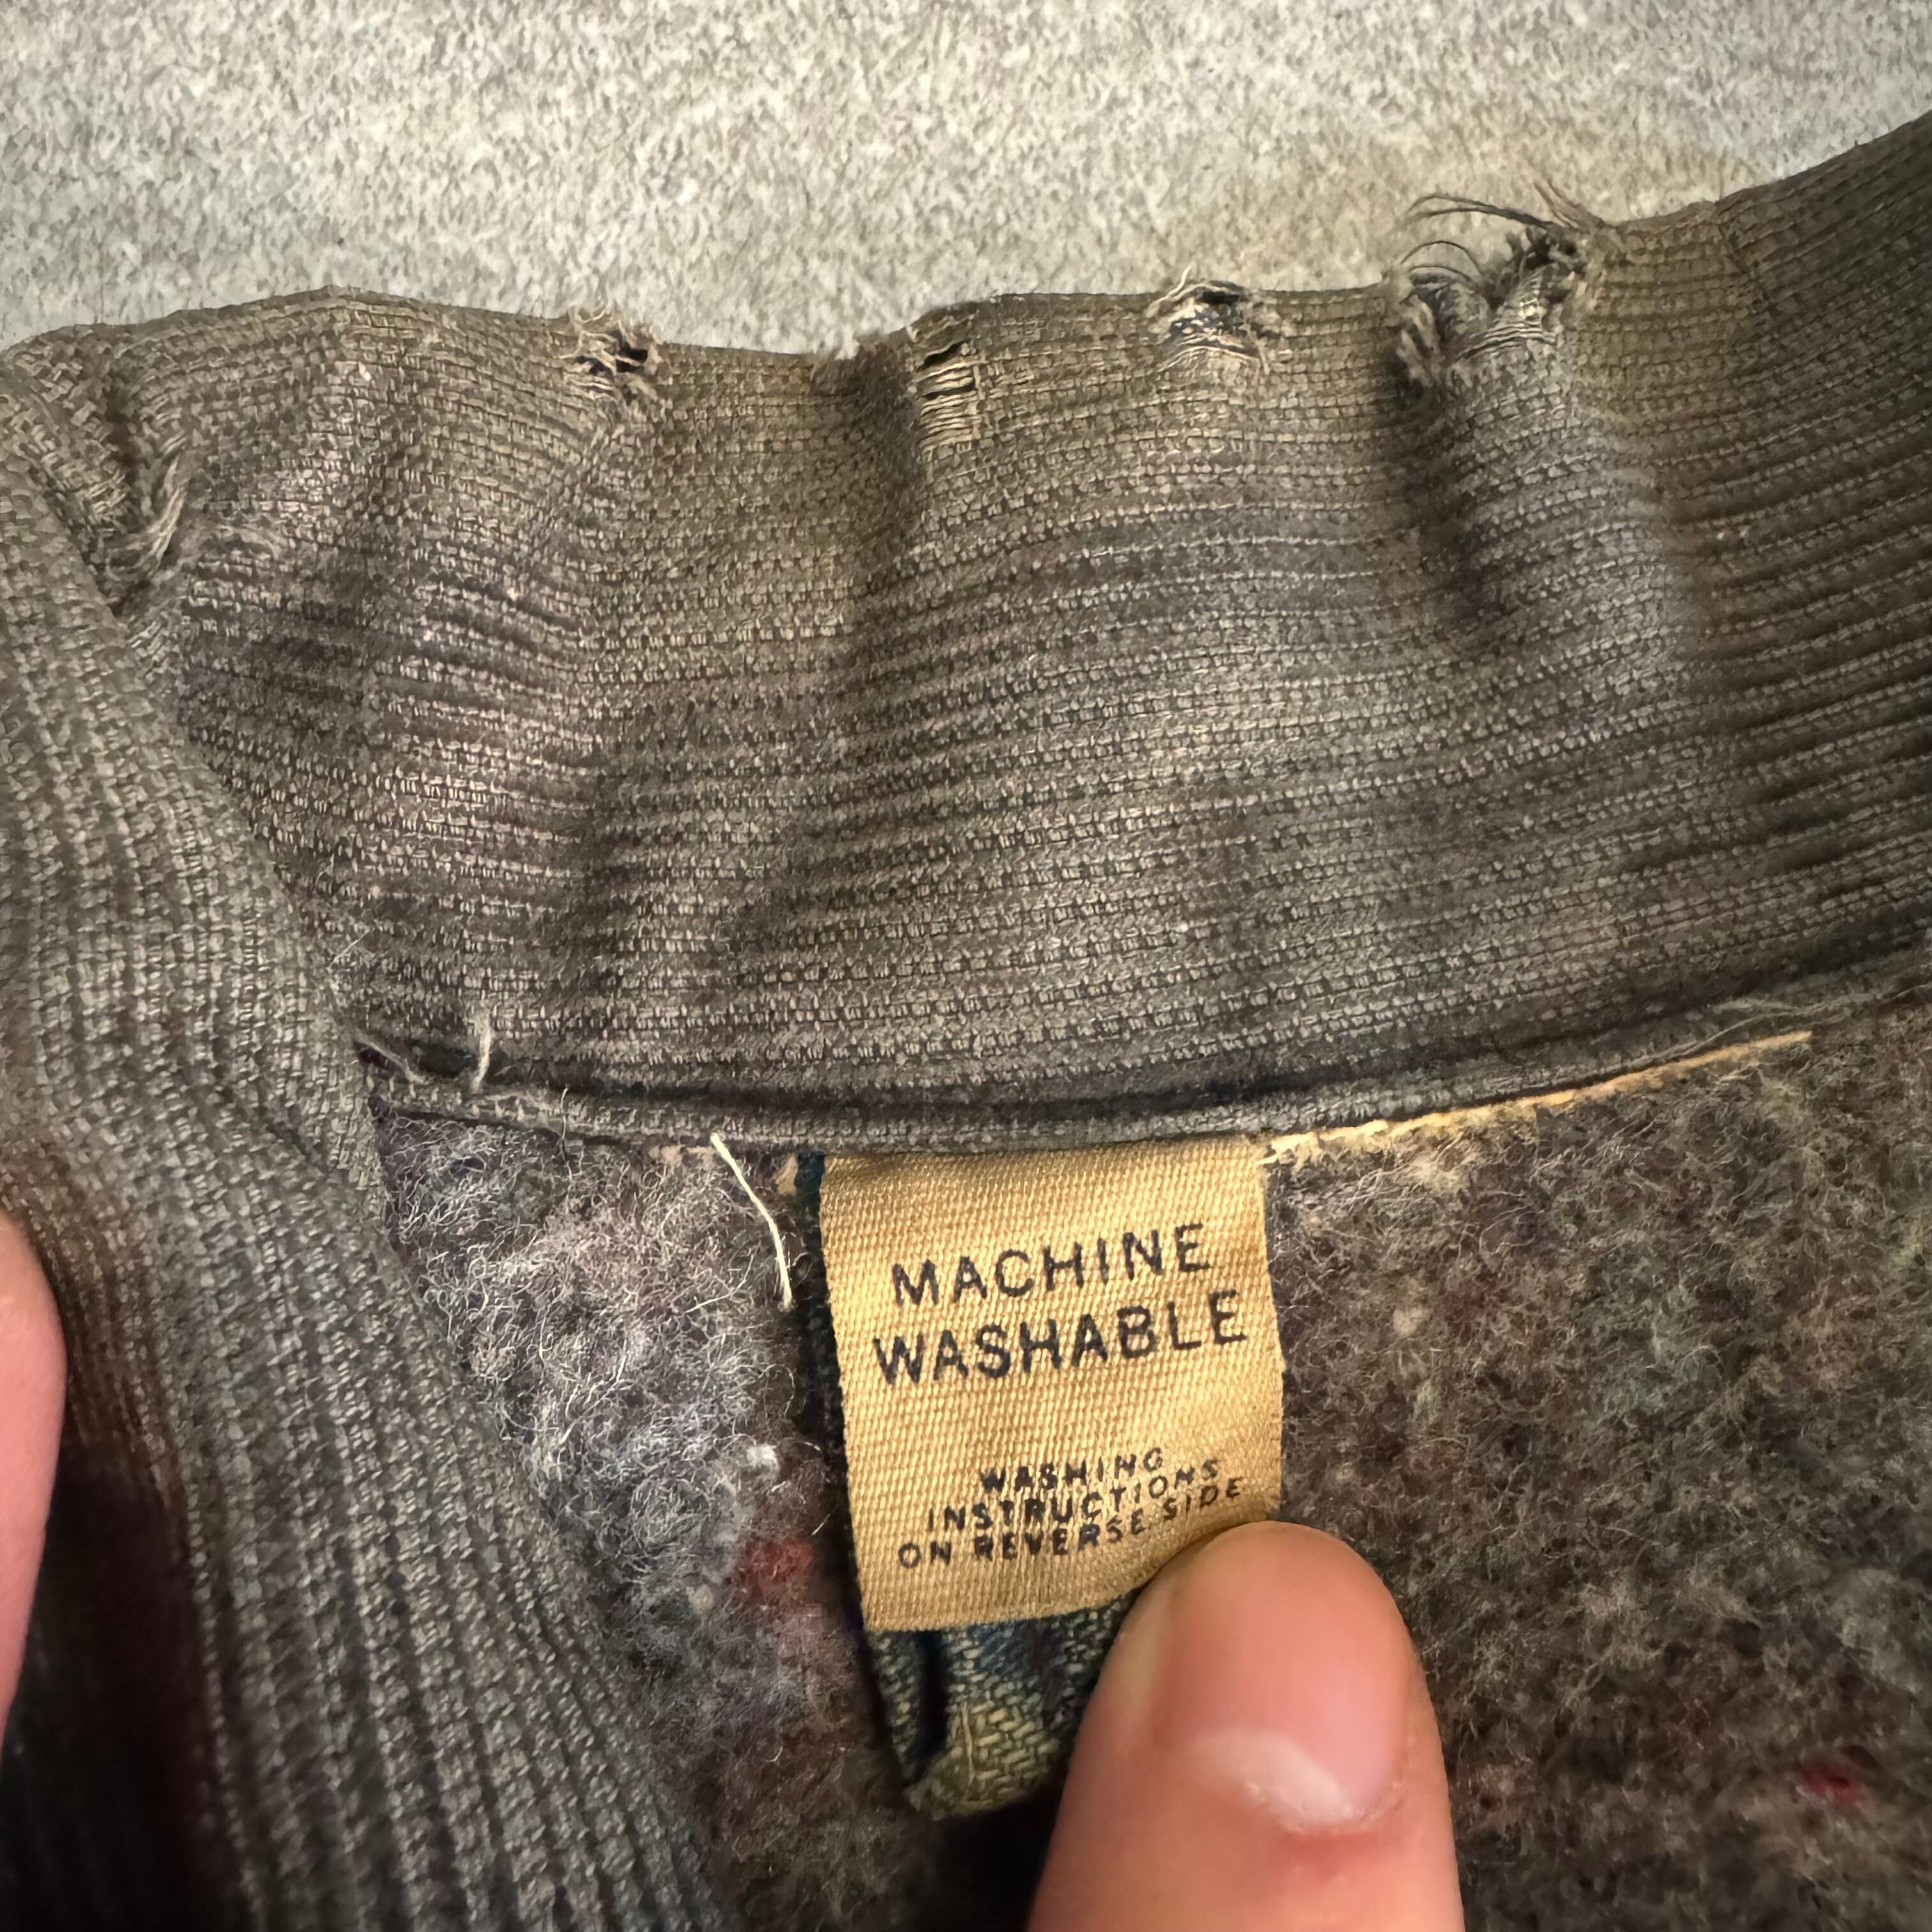 MACHINE
WASHABLE
WASHING
INSTRUCTIONS
ON REVERSE SIDE